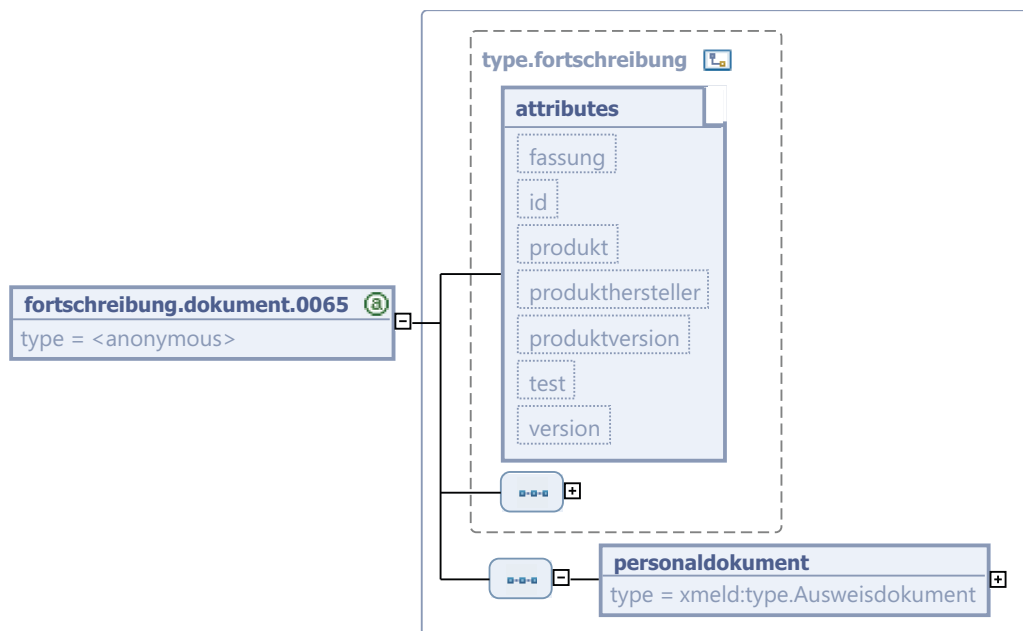 type.fortschreibung
attributes
fassung
id
produkt
produkthersteller
produktversion
test
version
fortschreibung.dokument.0065
type = <anonymous>
personaldokument
type = xmeld:type.Ausweisdokument